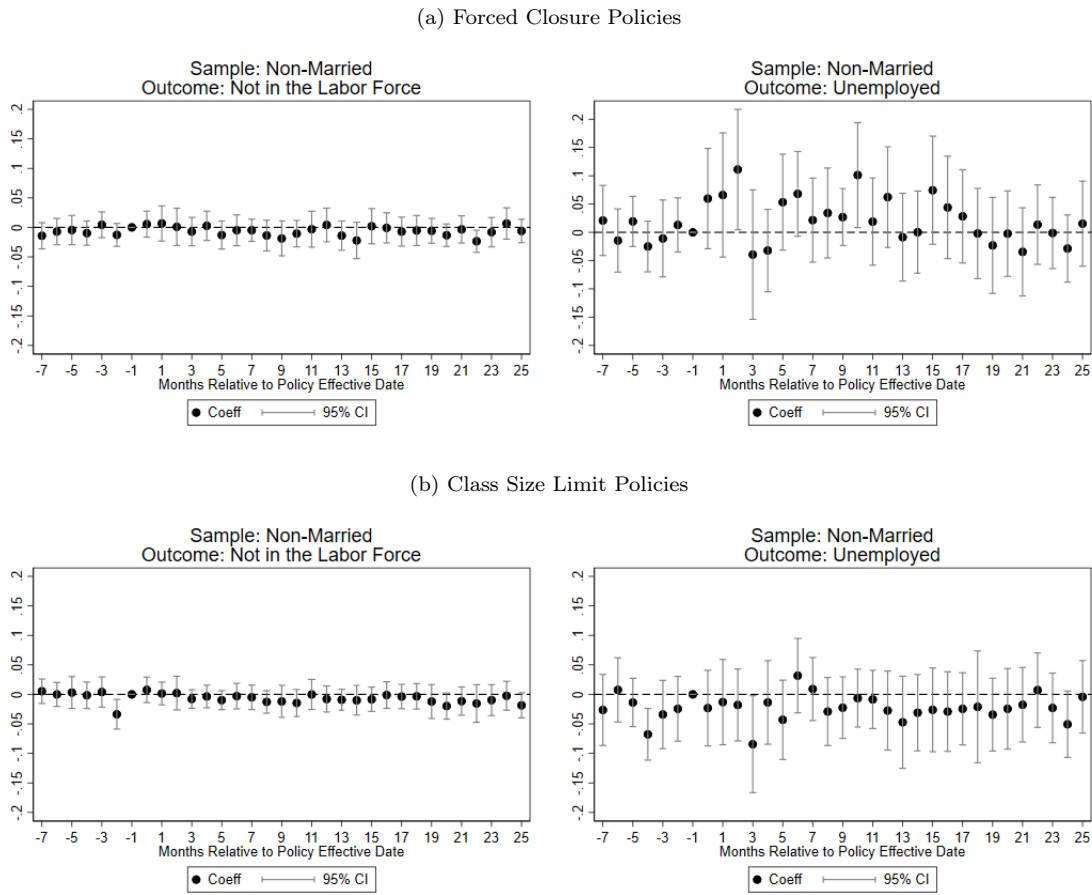 (a) Forced Closure Policies
Sample: Non-Married
Outcome: Not in the Labor Force
.2
.15
.1
.05
0
-.05
-.1
-.15
-.2
-7 -5 -3 -1 1 3 5 7 9 11 13 15 17 19 21 23 25
Months Relative to Policy Effective Date
Coeff 95% CI
Sample: Non-Married
Outcome: Unemployed
.2
.15
.1
.05
0
-.05
-.1
-.15
-.2
-7 -5 -3 -1 1 3 5 7 9 11 13 15 17 19 21 23 25
Months Relative to Policy Effective Date
Coeff 95% CI
(b) Class Size Limit Policies
Sample: Non-Married
Outcome: Not in the Labor Force
.2
.15
.1
.05
0
-.05
-.1
-.15
-.2
-7 -5 -3 -1 1 3 5 7 9 11 13 15 17 19 21 23 25
Months Relative to Policy Effective Date
Coeff 95% CI
Sample: Non-Married
Outcome: Unemployed
.2
.15
.1
.05
0
-.05
-.1
-.15
-.2
-7 -5 -3 -1 1 3 5 7 9 11 13 15 17 19 21 23 25
Months Relative to Policy Effective Date
Coeff 95% CI